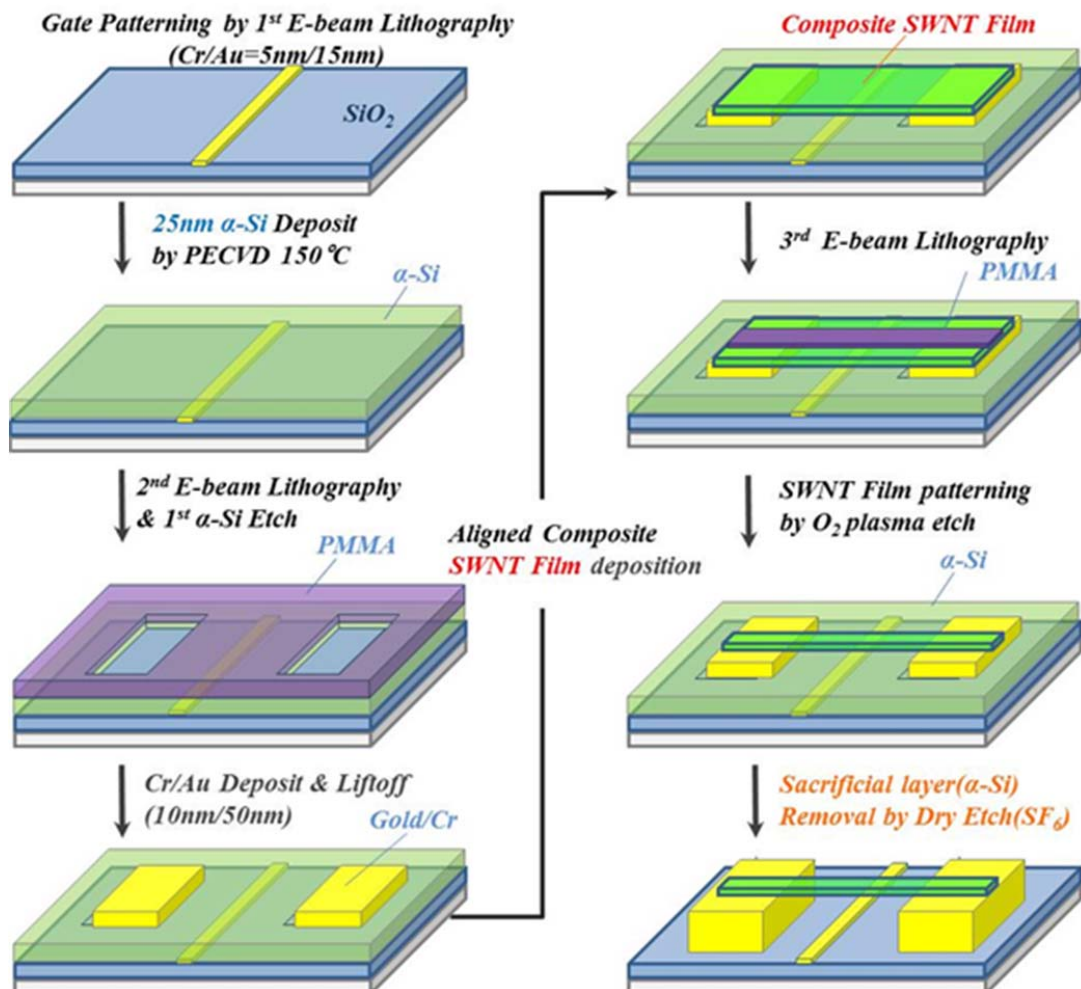 Gate Patterning by 1st E-beam Lithography
(Cr/Au=5nm/15nm)
SiO2
25nm α-Si Deposit
by PECVD 150℃
α-Si
2nd E-beam Lithography
& 1st α-Si Etch
PMMA
Cr/Au Deposit & Liftoff
(10nm/50nm)
Gold/Cr
Aligned Composite
SWNT Film deposition
Composite SWNT Film
3rd E-beam Lithography
PMMA
SWNT Film patterning
by O2 plasma etch
α-Si
Sacrificial layer(α-Si)
Removal by Dry Etch(SF6)